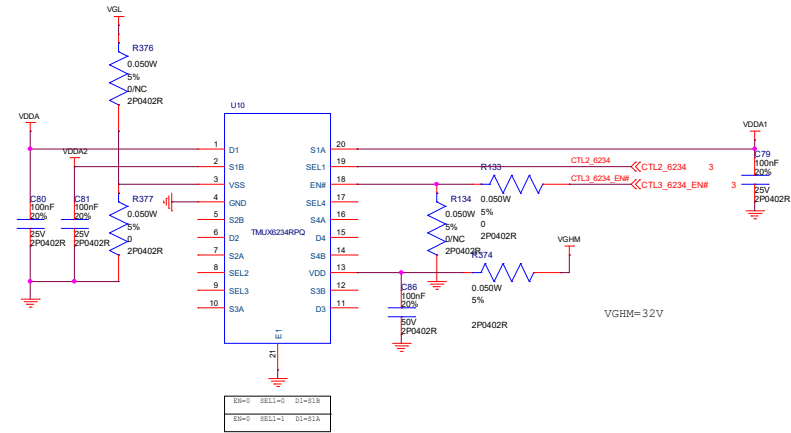 VGL
R376
0.050W
5%
0/NC
2P0402R
U10
VDDA
VDDA2
VDDA1
1
D1
S1A
20
2
S1B
SEL1
19
CTL2_6234
CTL2_6234
3
3
VSS
EN#
18
R133
CTL3_6234_EN#
CTL3_6234_EN#
3
4
GND
SEL4
17
5
S2B
S4A
16
6
D2
D4
15
7
S2A
S4B
14
8
SEL2
VDD
13
9
SEL3
S3B
12
10
S3A
D3
11
TMUX6234RPQ
E1
21
C80
100nF
20%
25V
2P0402R
C81
100nF
20%
25V
2P0402R
R377
0.050W
5%
0
2P0402R
0.050W
5%
0
2P0402R
R134
0.050W
5%
0/NC
2P0402R
C79
100nF
20%
25V
2P0402R
VGHM
R374
0.050W
5%
2P0402R
C86
100nF
20%
50V
2P0402R
VGHM=32V
EN=0 SEL1=0 D1=S1B
EN=0 SEL1=1 D1=S1A